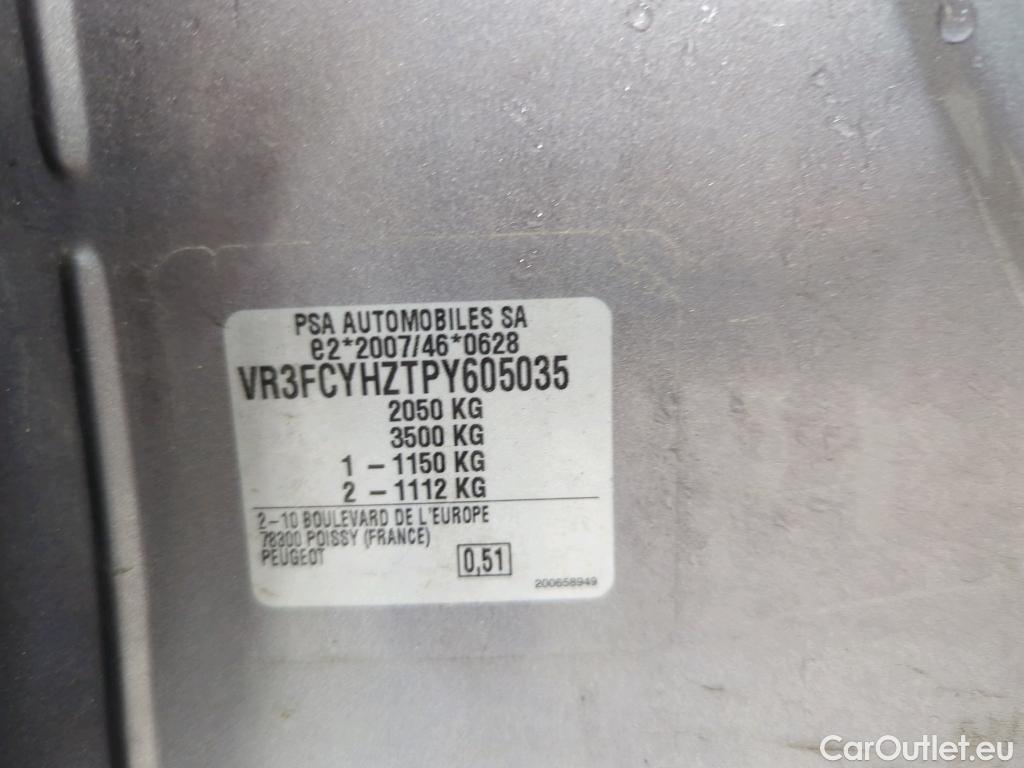 PSA AUTOMOBILES SA
e2*2007/46*0628
VR3FCYHZTPY605035
2050 KG
3500 KG
1 - 1150 KG
2 - 1112 KG
2-10 BOULEVARD DE L'EUROPE
78300 POISSY (FRANCE)
PEUGEOT
0,51
200658949
CarOutlet.eu